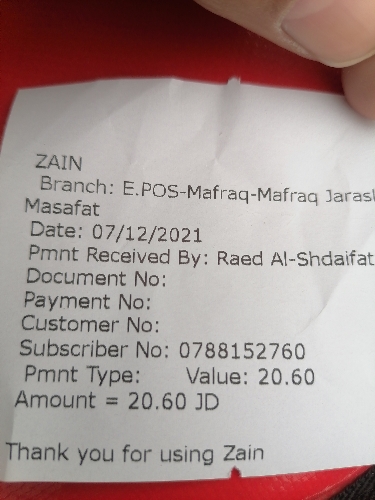 ZAIN
Branch: E.POS-Mafraq-Mafraq Jarash
Masafat
Date: 07/12/2021
Pmnt Received By: Raed Al-Shdaifat
Document No:
Payment No:
Customer No:
Subscriber No: 0788152760
Pmnt Type: Value: 20.60
Amount = 20.60 JD
Thank you for using Zain